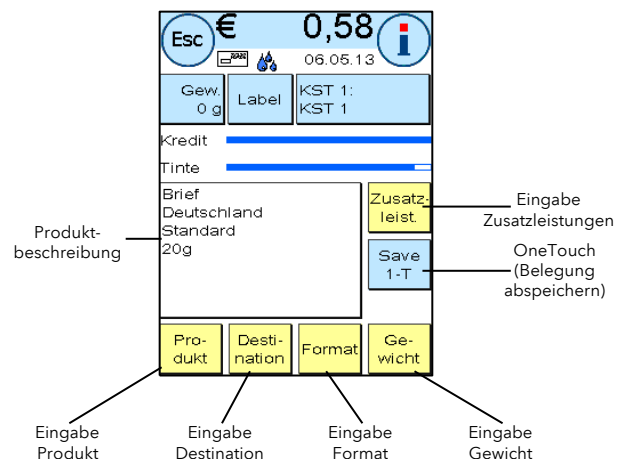 Esc € 0,58 i
06.05.13
Gew.
0 g
Label
KST 1:
KST 1
Kredit
Tinte
Brief
Deutschland
Standard
20g
Zusatz-
leist.
Save
1-T
Pro-
dukt
Desti-
nation
Format
Ge-
wicht
Produkt-
beschreibung
Eingabe
Zusatzleistungen
OneTouch
(Belegung
abspeichern)
Eingabe
Produkt
Eingabe
Destination
Eingabe
Format
Eingabe
Gewicht